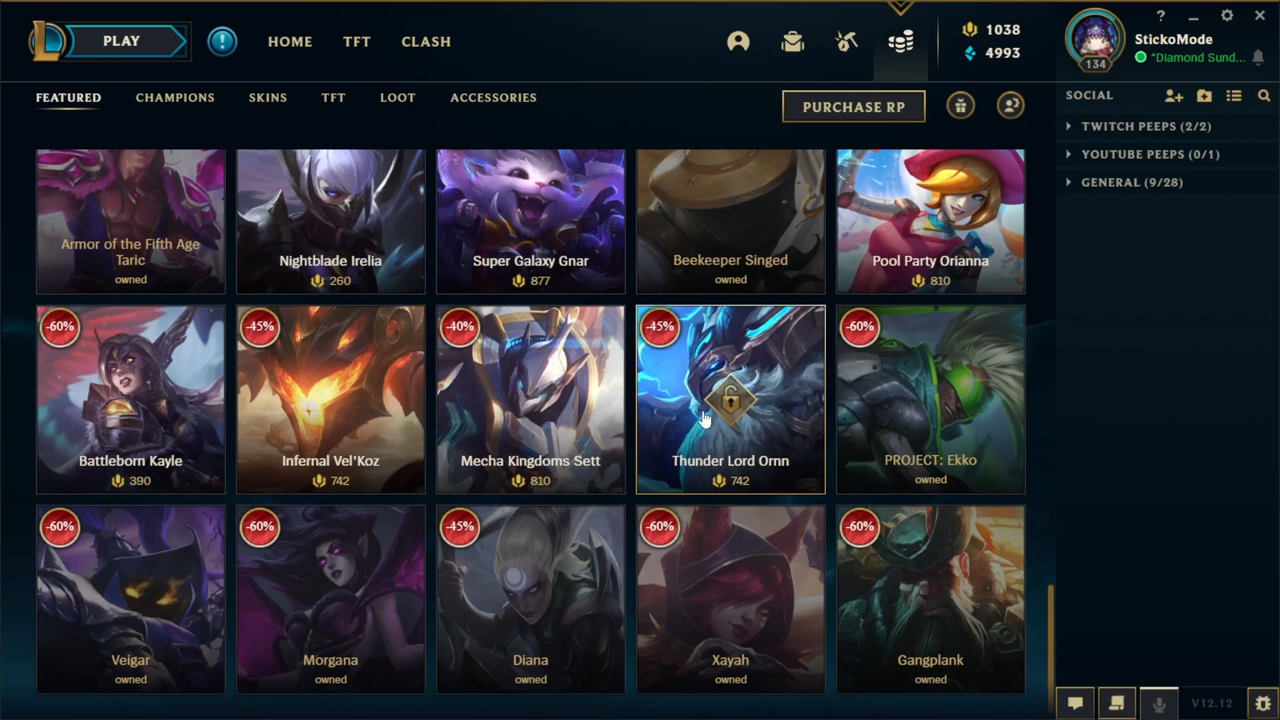 PLAY
HOME
TFT
CLASH
1038
4993
?
StickoMode
"Diamond Sund...
134
FEATURED
CHAMPIONS
SKINS
TFT
LOOT
ACCESSORIES
PURCHASE RP
SOCIAL
TWITCH PEEPS (2/2)
YOUTUBE PEEPS (0/1)
GENERAL (9/28)
Armor of the Fifth Age
Taric
owned
Nightblade Irelia
260
Super Galaxy Gnar
877
Beekeeper Singed
owned
Pool Party Orianna
810
-60%
Battleborn Kayle
390
-45%
Infernal Vel'Koz
742
-40%
Mecha Kingdoms Sett
810
-45%
Thunder Lord Ornn
742
-60%
PROJECT: Ekko
owned
-60%
Veigar
owned
-60%
Morgana
owned
-45%
Diana
owned
-60%
Xayah
owned
-60%
Gangplank
owned
V12.12